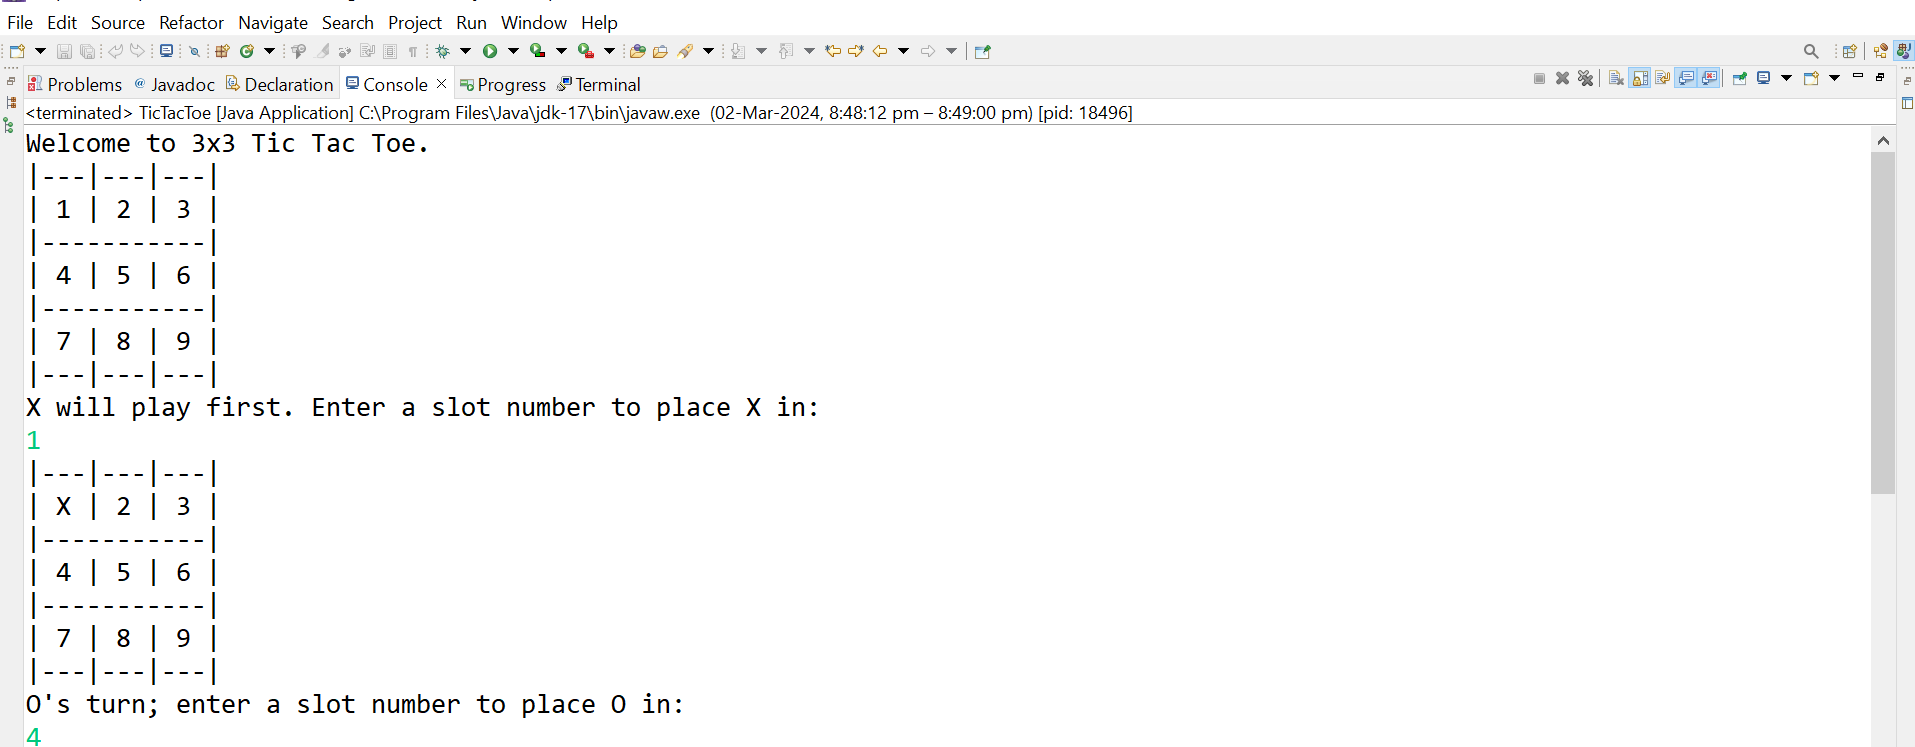 File Edit Source Refactor Navigate Search Project Run Window Help
Problems @ Javadoc Declaration Console × Progress Terminal
<terminated> TicTacToe [Java Application] C:\Program Files\Java\jdk-17\bin\javaw.exe (02-Mar-2024, 8:48:12 pm – 8:49:00 pm) [pid: 18496]
Welcome to 3x3 Tic Tac Toe.
|---|---|---|
| 1 | 2 | 3 |
|-----------|
| 4 | 5 | 6 |
|-----------|
| 7 | 8 | 9 |
|---|---|---|
X will play first. Enter a slot number to place X in:
1
|---|---|---|
| X | 2 | 3 |
|-----------|
| 4 | 5 | 6 |
|-----------|
| 7 | 8 | 9 |
|---|---|---|
O's turn; enter a slot number to place O in:
4